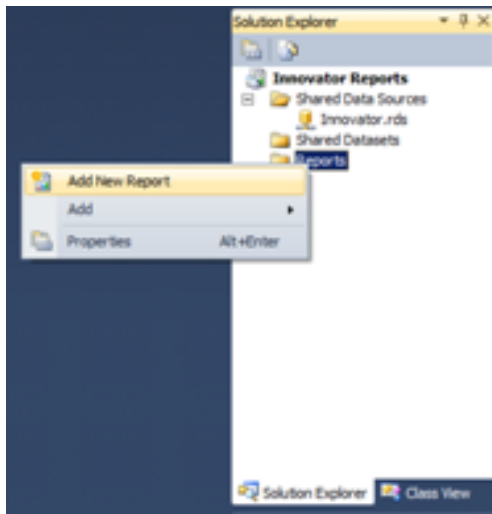 Solution Explorer
Innovator Reports
Shared Data Sources
Innovator.rds
Shared Datasets
Reports
Add New Report
Add
Properties Alt+Enter
Solution Explorer Class View